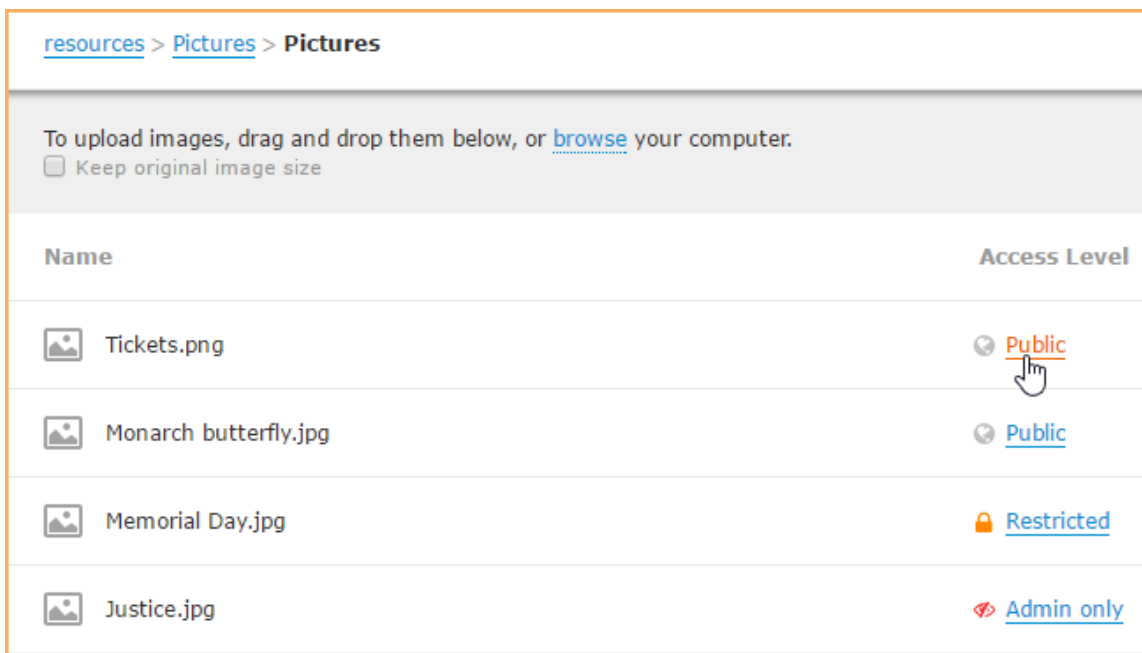 resources > Pictures > Pictures
To upload images, drag and drop them below, or browse your computer.
Keep original image size
Name Access Level
Tickets.png Public
Monarch butterfly.jpg Public
Memorial Day.jpg Restricted
Justice.jpg Admin only